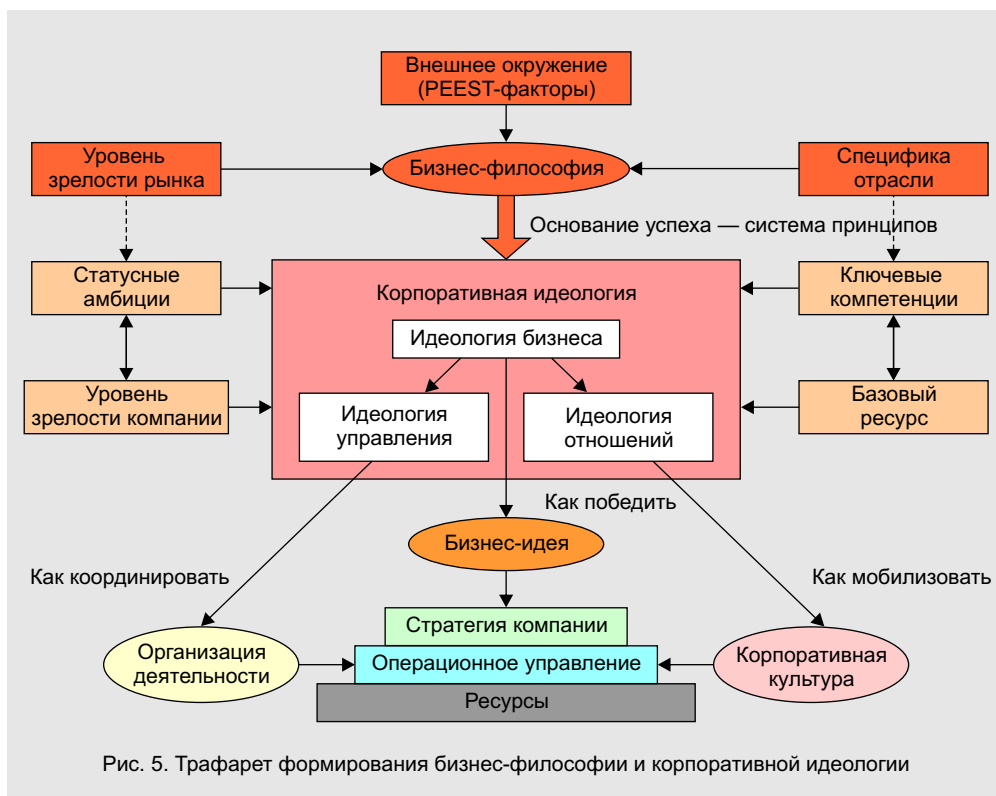 Внешнее окружение
(PEEST-факторы)
Уровень
зрелости рынка
Бизнес-философия
Специфика
отрасли
Основание успеха — система принципов
Статусные
амбиции
Корпоративная идеология
Ключевые
компетенции
Идеология бизнеса
Уровень
зрелости компании
Идеология
управления
Идеология
отношений
Базовый
ресурс
Как победить
Бизнес-идея
Как координировать
Как мобилизовать
Стратегия компании
Организация
деятельности
Операционное управление
Корпоративная
культура
Ресурсы
Рис. 5. Трафарет формирования бизнес-философии и корпоративной идеологии